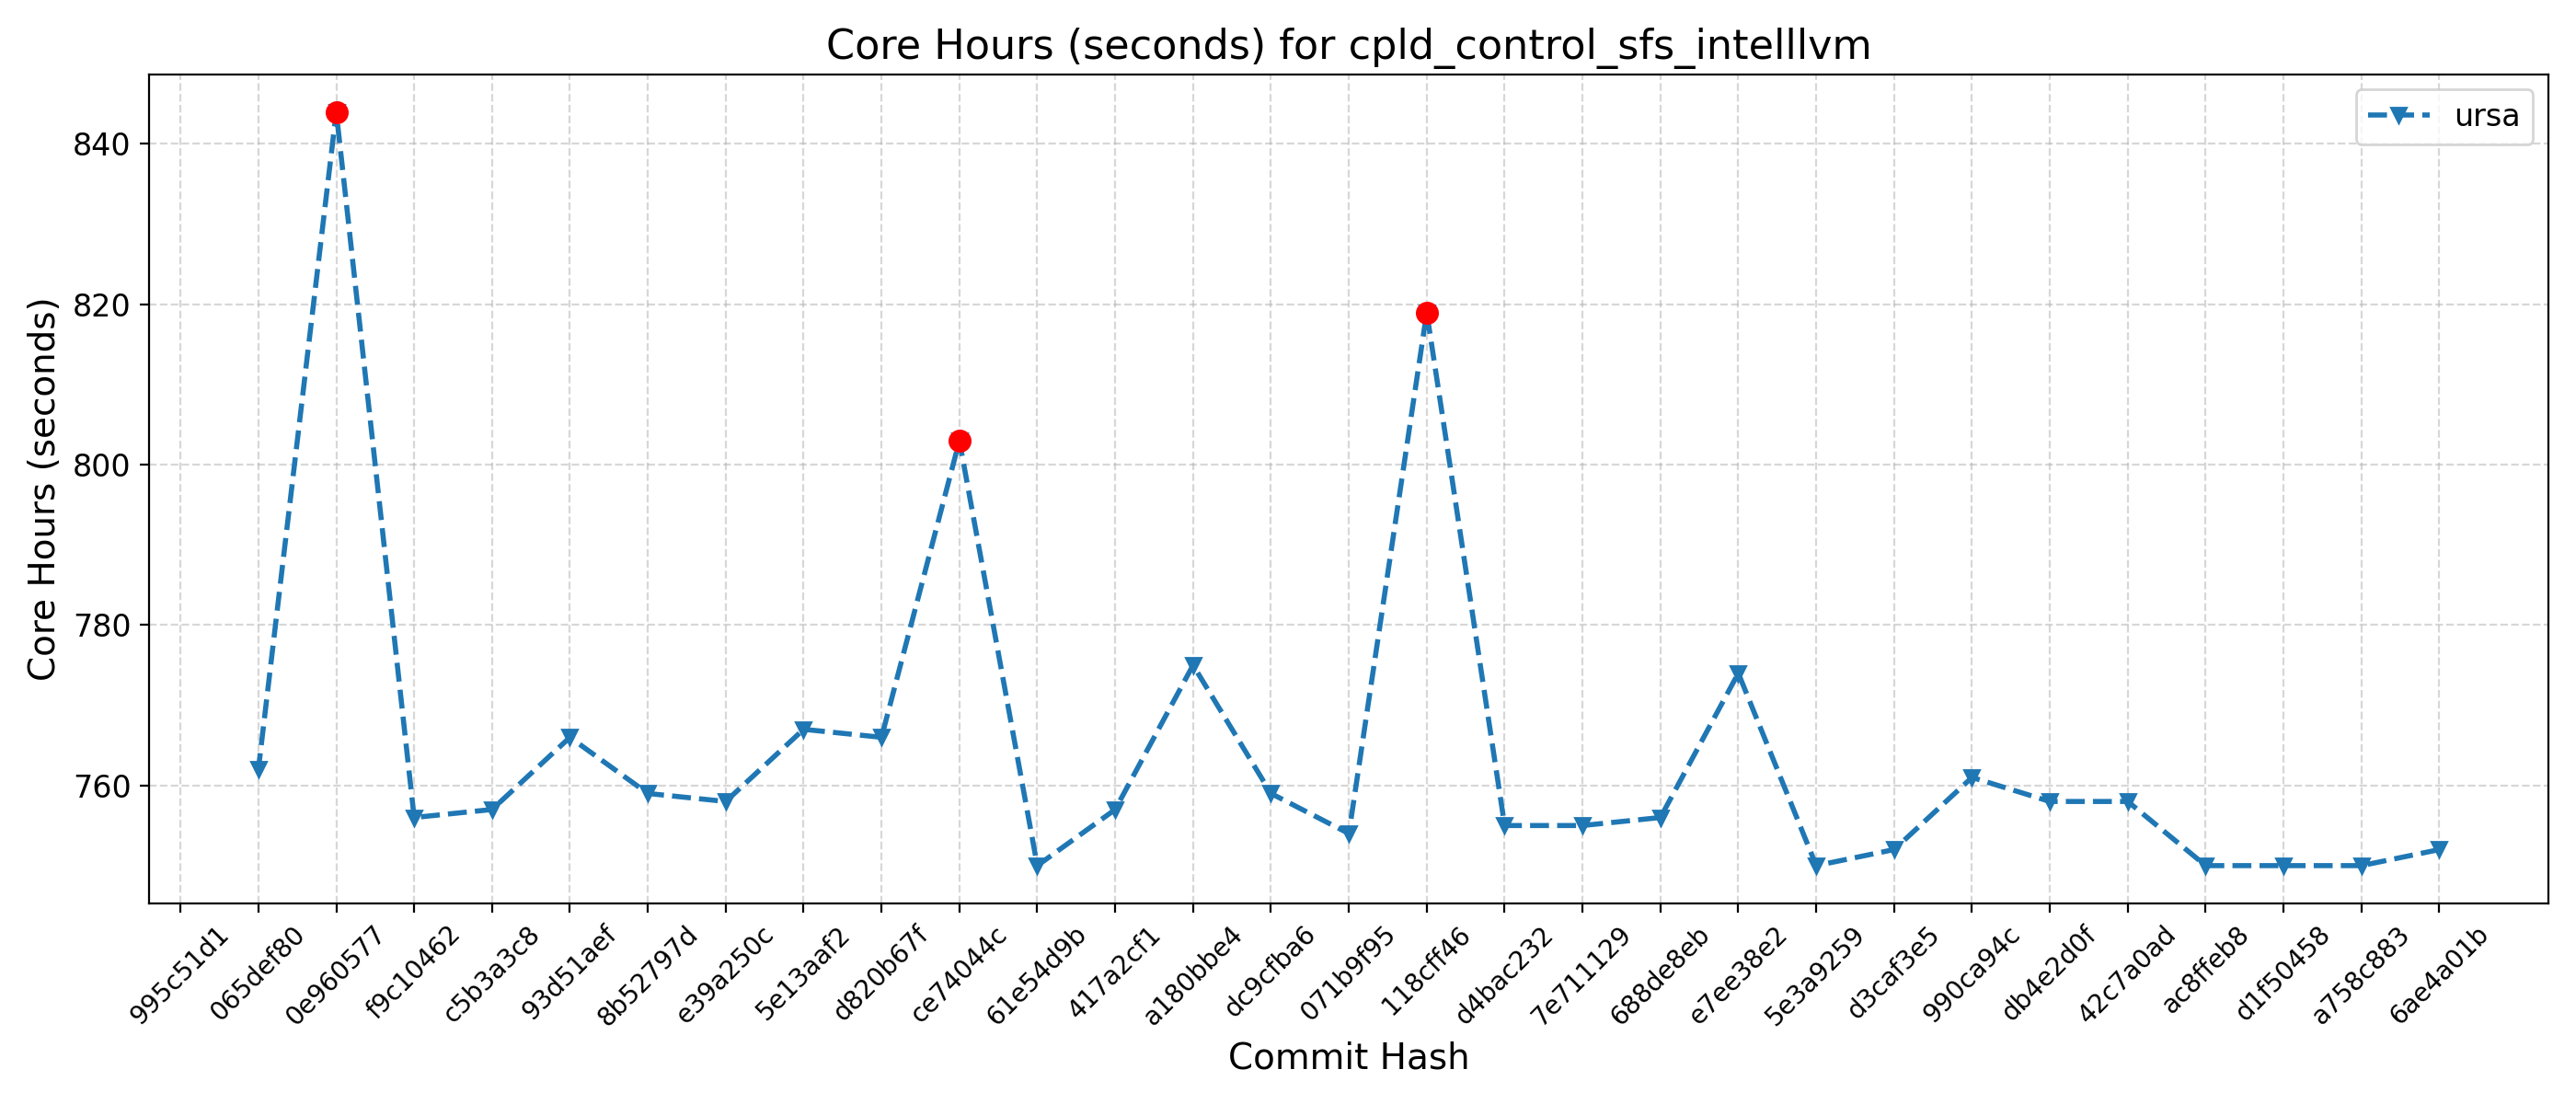 Core Hours (seconds) for cpld_control_sfs_intelllvm
ursa
Core Hours (seconds)
840
820
800
780
760
995c51d1
065def80
0e960577
f9c10462
c5b3a3c8
93d51aef
8b52797d
e39a250c
5e13aaf2
d820b67f
ce74044c
61e54d9b
417a2cf1
a180bbe4
dc9cfba6
071b9f95
118cff46
d4bac232
7e711129
688de8eb
e7ee38e2
5e3a9259
d3caf3e5
990ca94c
db4e2d0f
42c7a0ad
ac8ffeb8
d1f50458
a758c883
6ae4a01b
Commit Hash